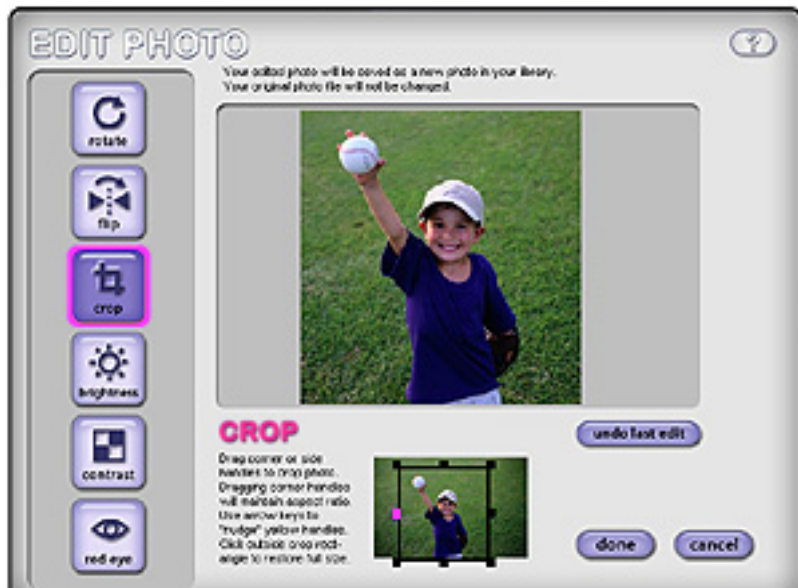 EDIT PHOTO
?
Your edited photo will be saved as a new photo in your library.
Your original photo file will not be changed.
rotate
flip
crop
brightness
contrast
red eye
CROP
Drag corner or side
handles to crop photo.
Dragging corner handles
will maintain aspect ratio.
Use arrow keys to
"nudge" yellow handles.
Click outside crop rect-
angle to restore full size.
undo last edit
done
cancel